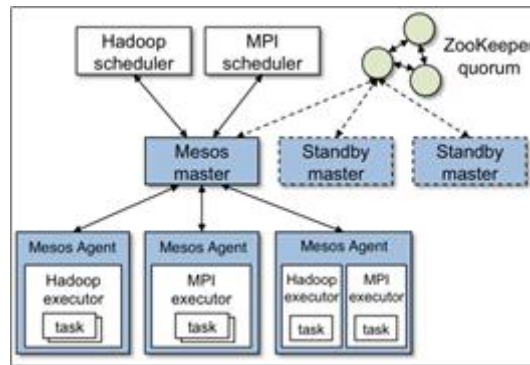 Hadoop
scheduler
MPI
scheduler
ZooKeeper
quorum
Mesos
master
Standby
master
Standby
master
Mesos Agent
Hadoop
executor
task
Mesos Agent
MPI
executor
task
Mesos Agent
Hadoop
executor
task
MPI
executor
task